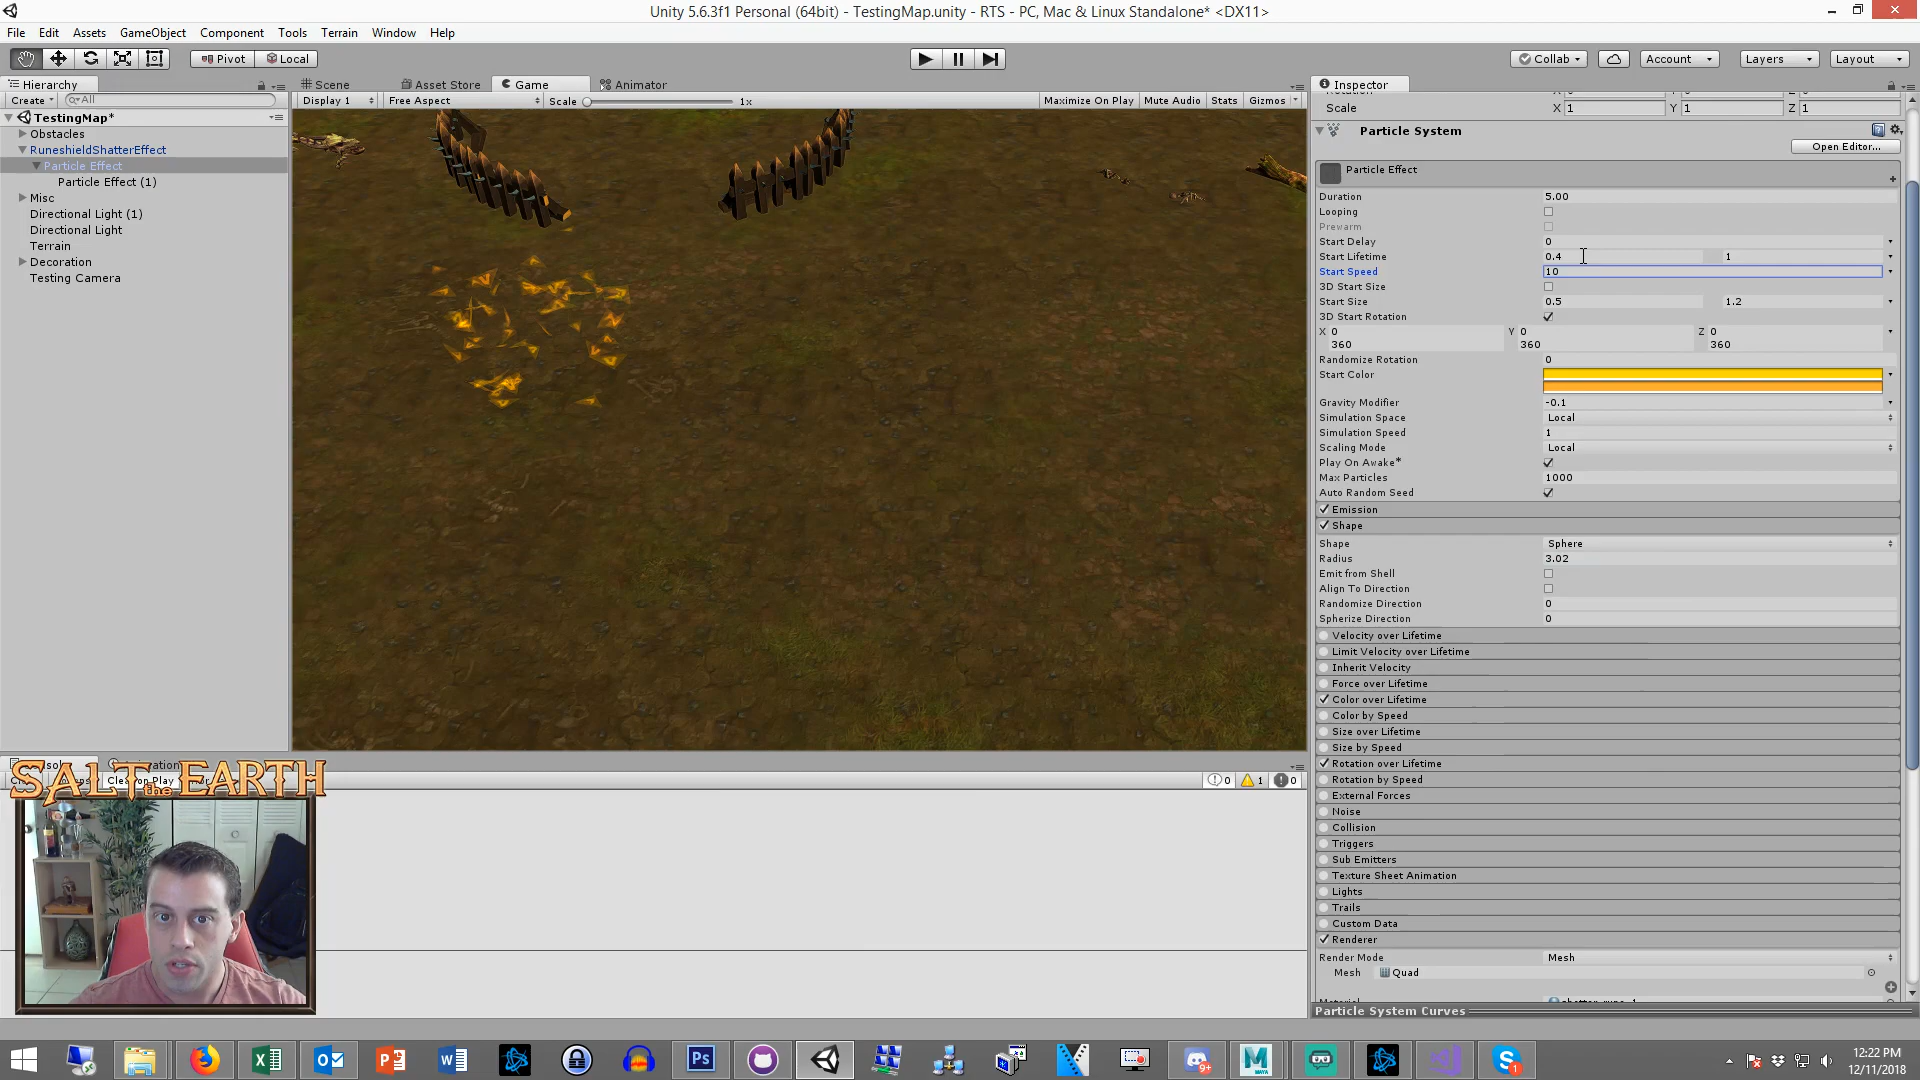 Unity 5.6.3f1 Personal (64bit) - TestingMap.unity - RTS - PC, Mac & Linux Standalone* <DX11>
File Edit Assets GameObject Component Tools Terrain Window Help
Pivot Local Collab Account Layers Layout
Hierarchy Scene Asset Store Game Animator Inspector
Create All Display 1 Free Aspect Scale 1x Maximize On Play Mute Audio Stats Gizmos
TestingMap*
Obstacles
RuneshieldShatterEffect
Particle Effect
Particle Effect (1)
Misc
Directional Light (1)
Directional Light
Terrain
Decoration
Testing Camera
Scale X 1 Y 1 Z 1
Particle System
Open Editor...
Particle Effect
Duration 5.00
Looping
Prewarm
Start Delay 0
Start Lifetime 0.4 1
Start Speed 10
3D Start Size
Start Size 0.5 1.2
3D Start Rotation
X 0 Y 0 Z 0
360 360 360
Randomize Rotation 0
Start Color
Gravity Modifier -0.1
Simulation Space Local
Simulation Speed 1
Scaling Mode Local
Play On Awake*
Max Particles 1000
Auto Random Seed
Emission
Shape
Shape Sphere
Radius 3.02
Emit from Shell
Align To Direction
Randomize Direction 0
Spherize Direction 0
Velocity over Lifetime
Limit Velocity over Lifetime
Inherit Velocity
Force over Lifetime
Color over Lifetime
Color by Speed
Size over Lifetime
Size by Speed
Rotation over Lifetime
Rotation by Speed
External Forces
Noise
Collision
Triggers
Sub Emitters
Texture Sheet Animation
Lights
Trails
Custom Data
Renderer
Render Mode Mesh
Mesh Quad
Particle System Curves
0 1 0
SALT the EARTH
12:22 PM
12/11/2018